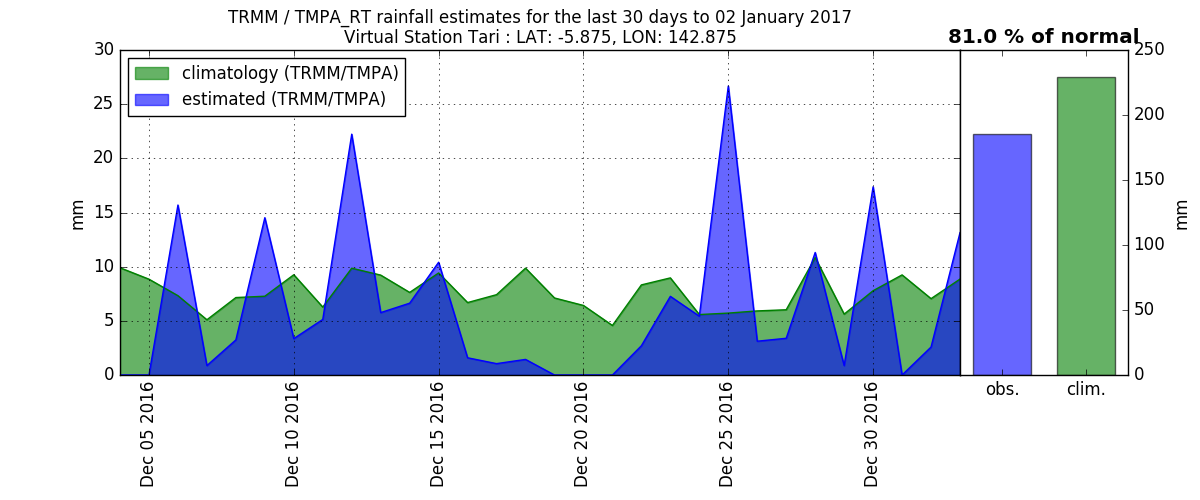 TRMM / TMPA_RT rainfall estimates for the last 30 days to 02 January 2017
Virtual Station Tari : LAT: -5.875, LON: 142.875
81.0 % of normal
climatology (TRMM/TMPA)
estimated (TRMM/TMPA)
30
25
20
15
10
5
0
mm
Dec 05 2016
Dec 10 2016
Dec 15 2016
Dec 20 2016
Dec 25 2016
Dec 30 2016
250
200
150
100
50
0
mm
obs.
clim.